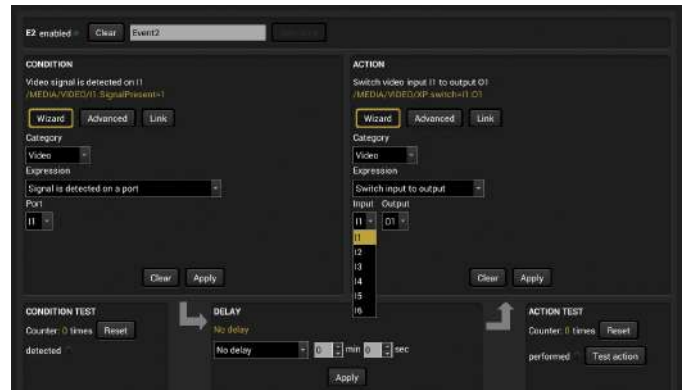 E2 enabled Clear Event2
CONDITION
Video signal is detected on I1
/MEDIA/VIDEO/I1.SignalPresent=1
Wizard Advanced Link
Category
Video
Expression
Signal is detected on a port
Port
I1
Clear Apply
ACTION
Switch video input I1 to output O1
/MEDIA/VIDEO/XP.switch=I1:O1
Wizard Advanced Link
Category
Video
Expression
Switch input to output
Input Output
I1 O1
I1
I2
I3
I4
I5
I6
Clear Apply
CONDITION TEST
Counter: 0 times Reset
detected
DELAY
No delay
No delay 0 min 0 sec
Apply
ACTION TEST
Counter: 0 times Reset
performed Test action